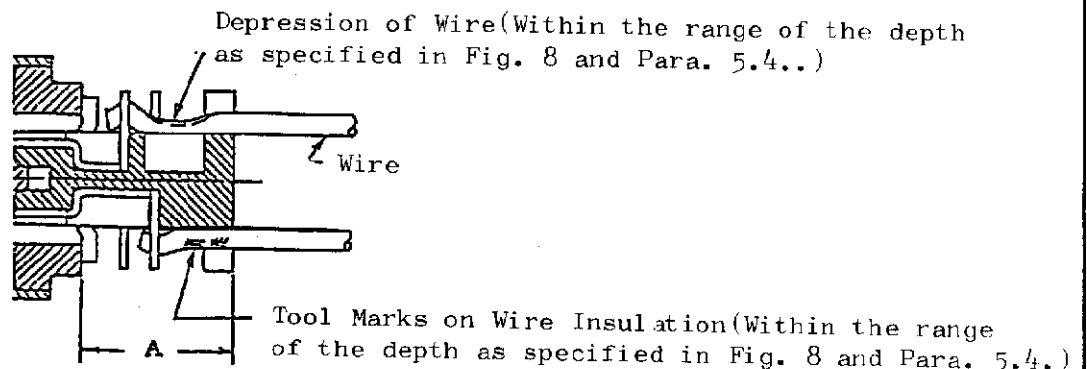 Depression of Wire(Within the range of the depth
as specified in Fig. 8 and Para. 5.4..)
Wire
A
Tool Marks on Wire Insulation(Within the range
of the depth as specified in Fig. 8 and Para. 5.4.)